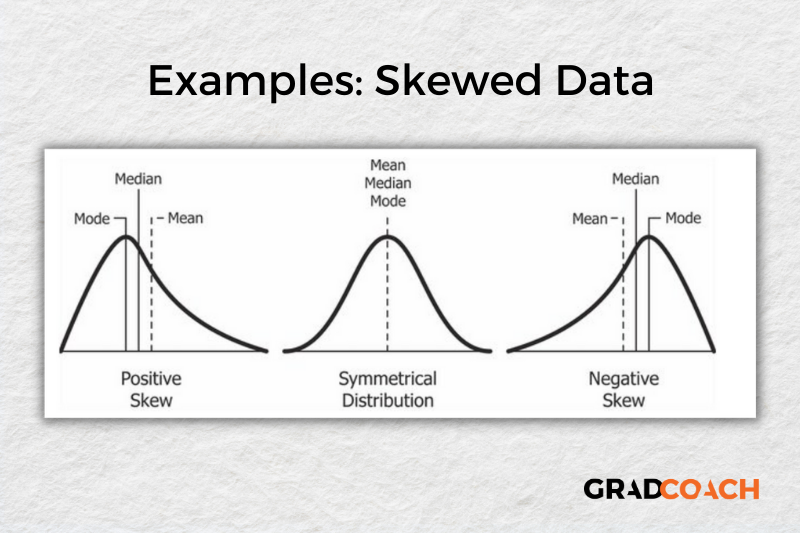 Examples: Skewed Data
Median
Mode
Mean
Positive
Skew
Mean
Median
Mode
Symmetrical
Distribution
Median
Mean
Mode
Negative
Skew
GRADCOACH